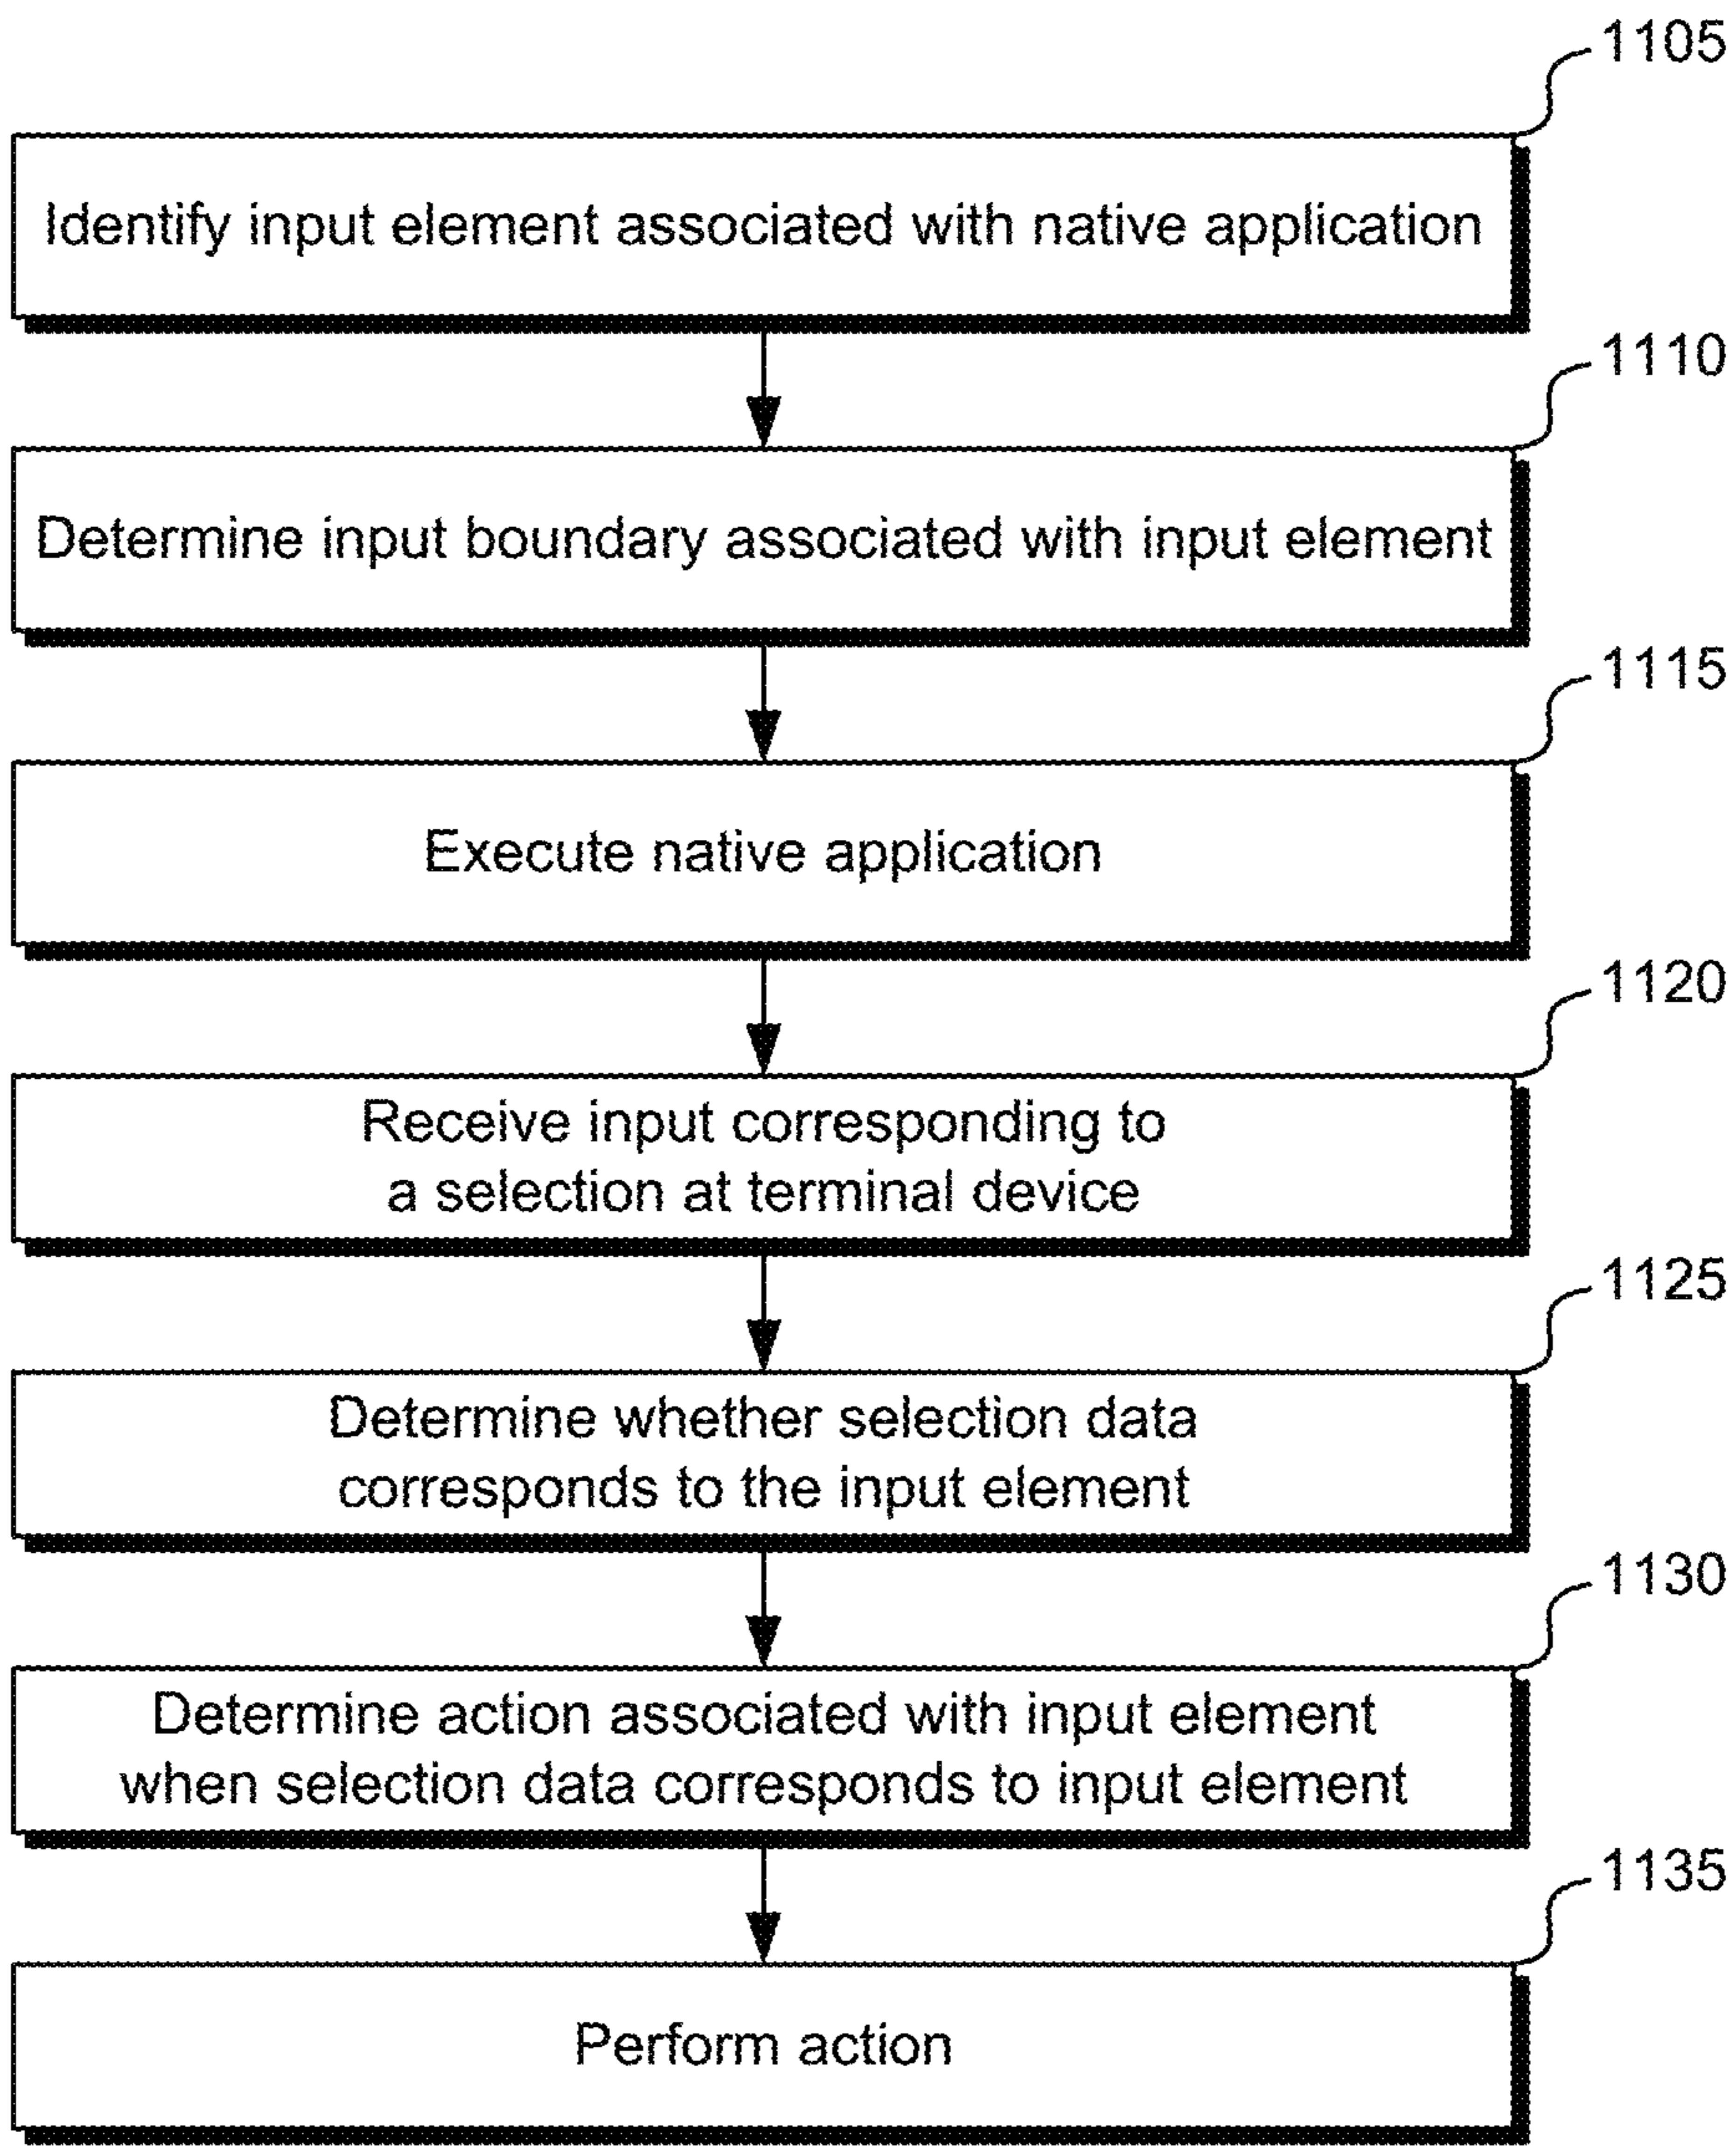 1105
Identify input element associated with native application
1110
Determine input boundary associated with input element
1115
Execute native application
1120
Receive input corresponding to
a selection at terminal device
1125
Determine whether selection data
corresponds to the input element
1130
Determine action associated with input element
when selection data corresponds to input element
1135
Perform action